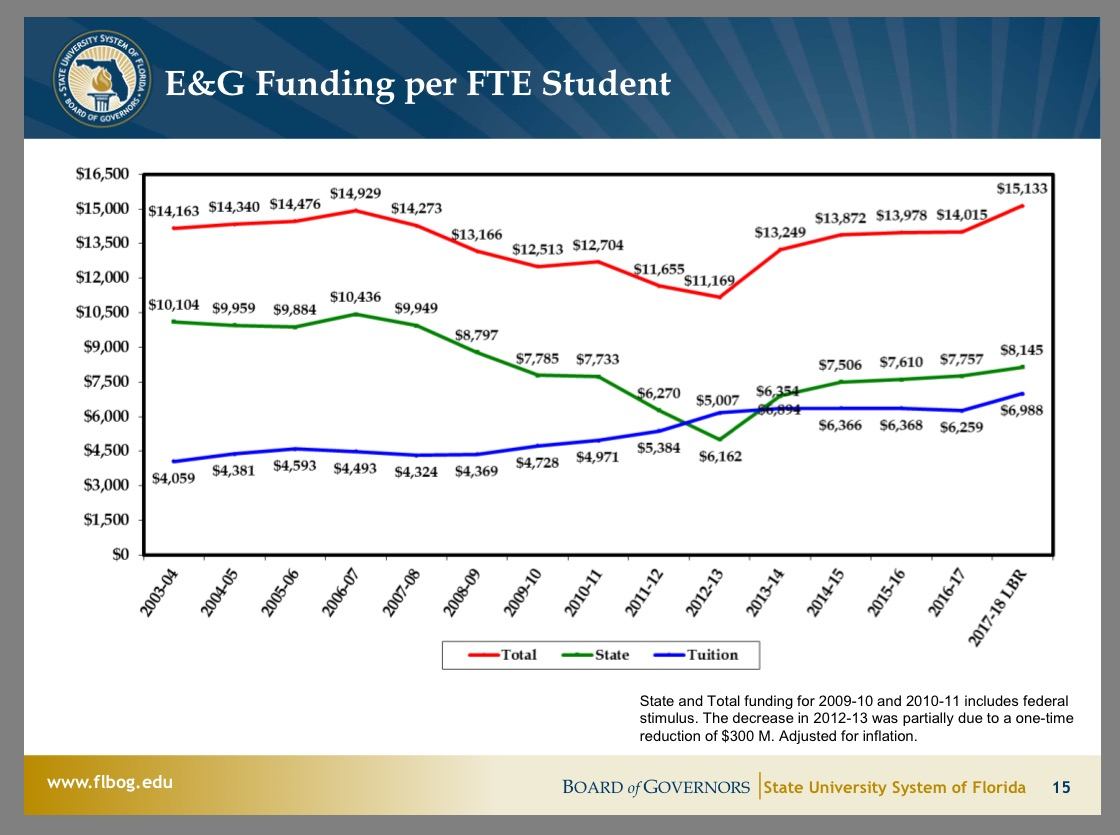 STATE UNIVERSITY SYSTEM OF FLORIDA
BOARD OF GOVERNORS
E&G Funding per FTE Student
$16,500
$15,000
$13,500
$12,000
$10,500
$9,000
$7,500
$6,000
$4,500
$3,000
$1,500
$0
$14,163 $14,340 $14,476 $14,929 $14,273 $13,166 $12,513 $12,704 $11,655 $11,169 $13,249 $13,872 $13,978 $14,015 $15,133
$10,104 $9,959 $9,884 $10,436 $9,949 $8,797 $7,785 $7,733 $6,270 $5,007 $6,354 $7,506 $7,610 $7,757 $8,145
$4,059 $4,381 $4,593 $4,493 $4,324 $4,369 $4,728 $4,971 $5,384 $6,162 $6,894 $6,366 $6,368 $6,259 $6,988
2003-04 2004-05 2005-06 2006-07 2007-08 2008-09 2009-10 2010-11 2011-12 2012-13 2013-14 2014-15 2015-16 2016-17 2017-18 LBR
Total State Tuition
State and Total funding for 2009-10 and 2010-11 includes federal
stimulus. The decrease in 2012-13 was partially due to a one-time
reduction of $300 M. Adjusted for inflation.
www.flbog.edu
BOARD of GOVERNORS State University System of Florida 15